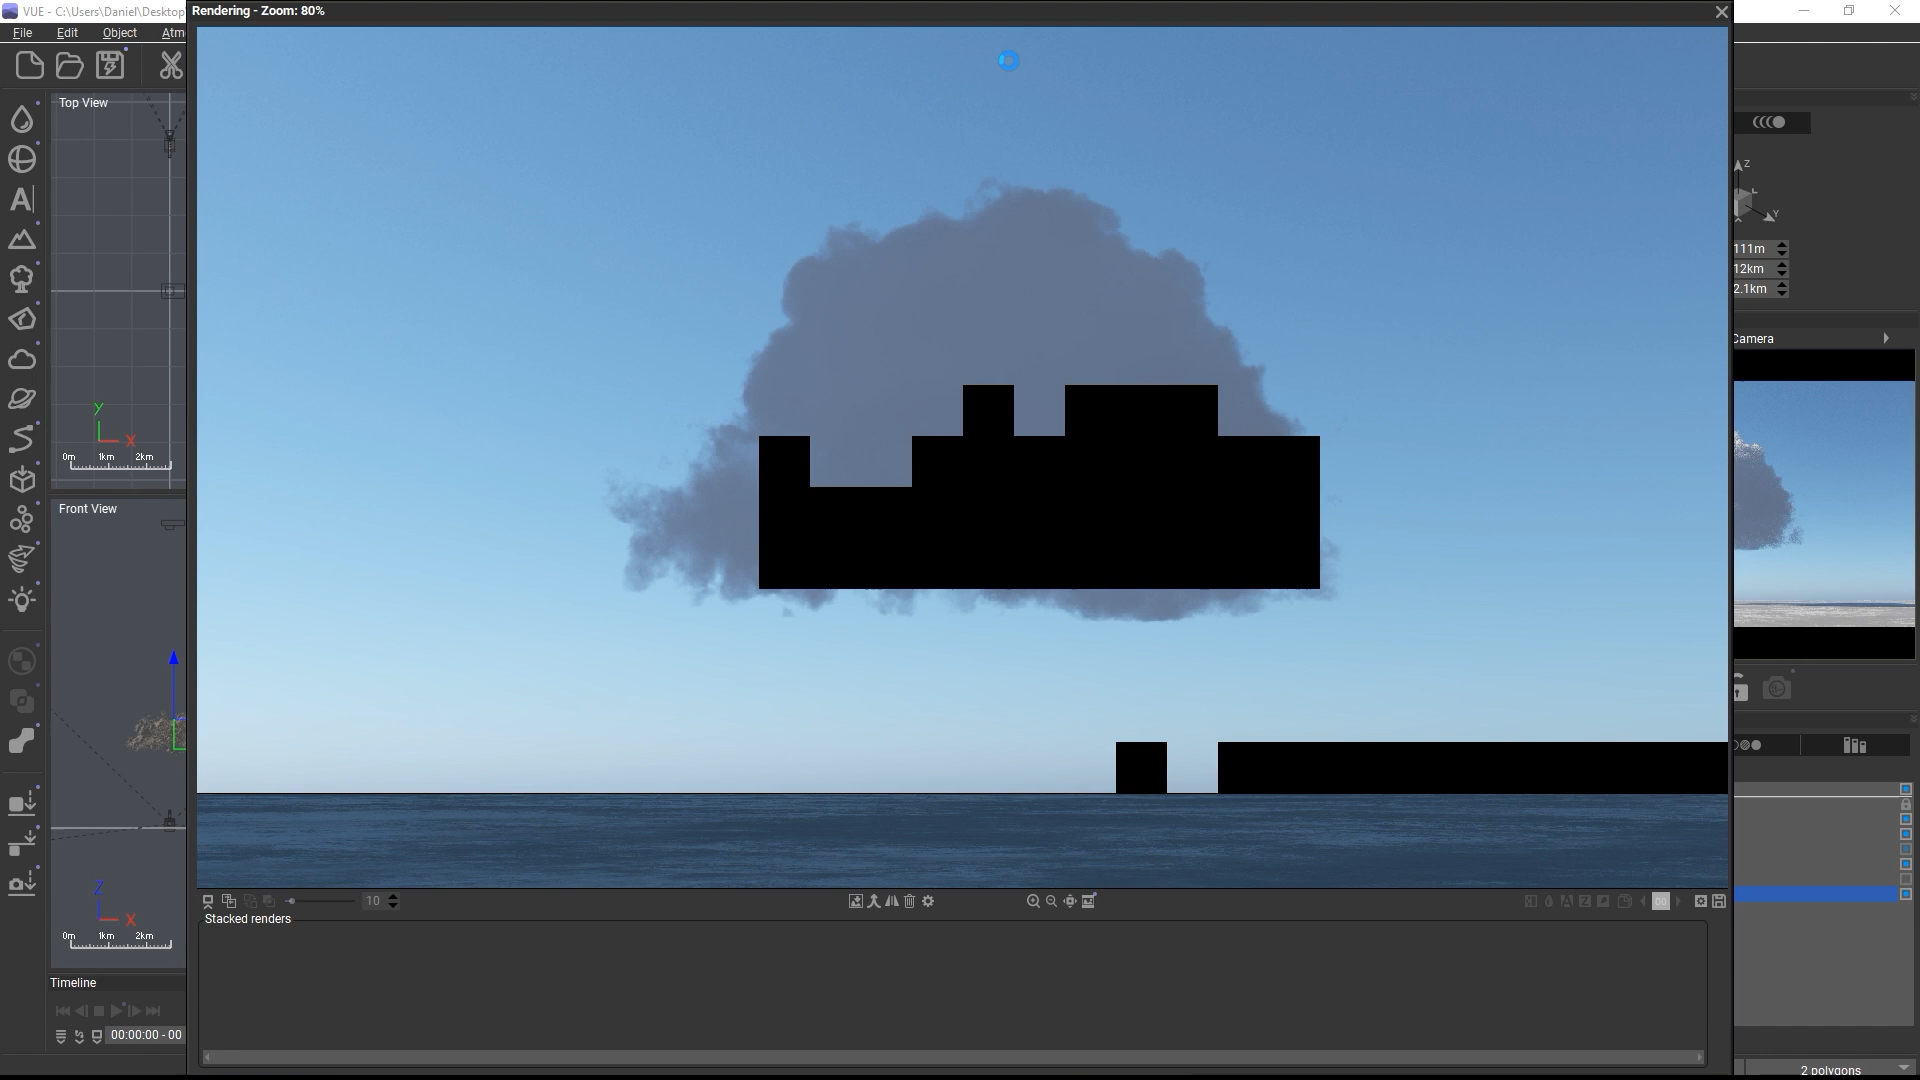 VUE - C:\Users\Daniel\Desktop
Rendering - Zoom: 80%
File Edit Object Atm
Top View
Z
Y
111m
12km
2.1km
Camera
Y
X
0m 1km 2km
Front View
10
Stacked renders
00
Z
X
0m 1km 2km
Timeline
00:00:00 - 00
2 polygons